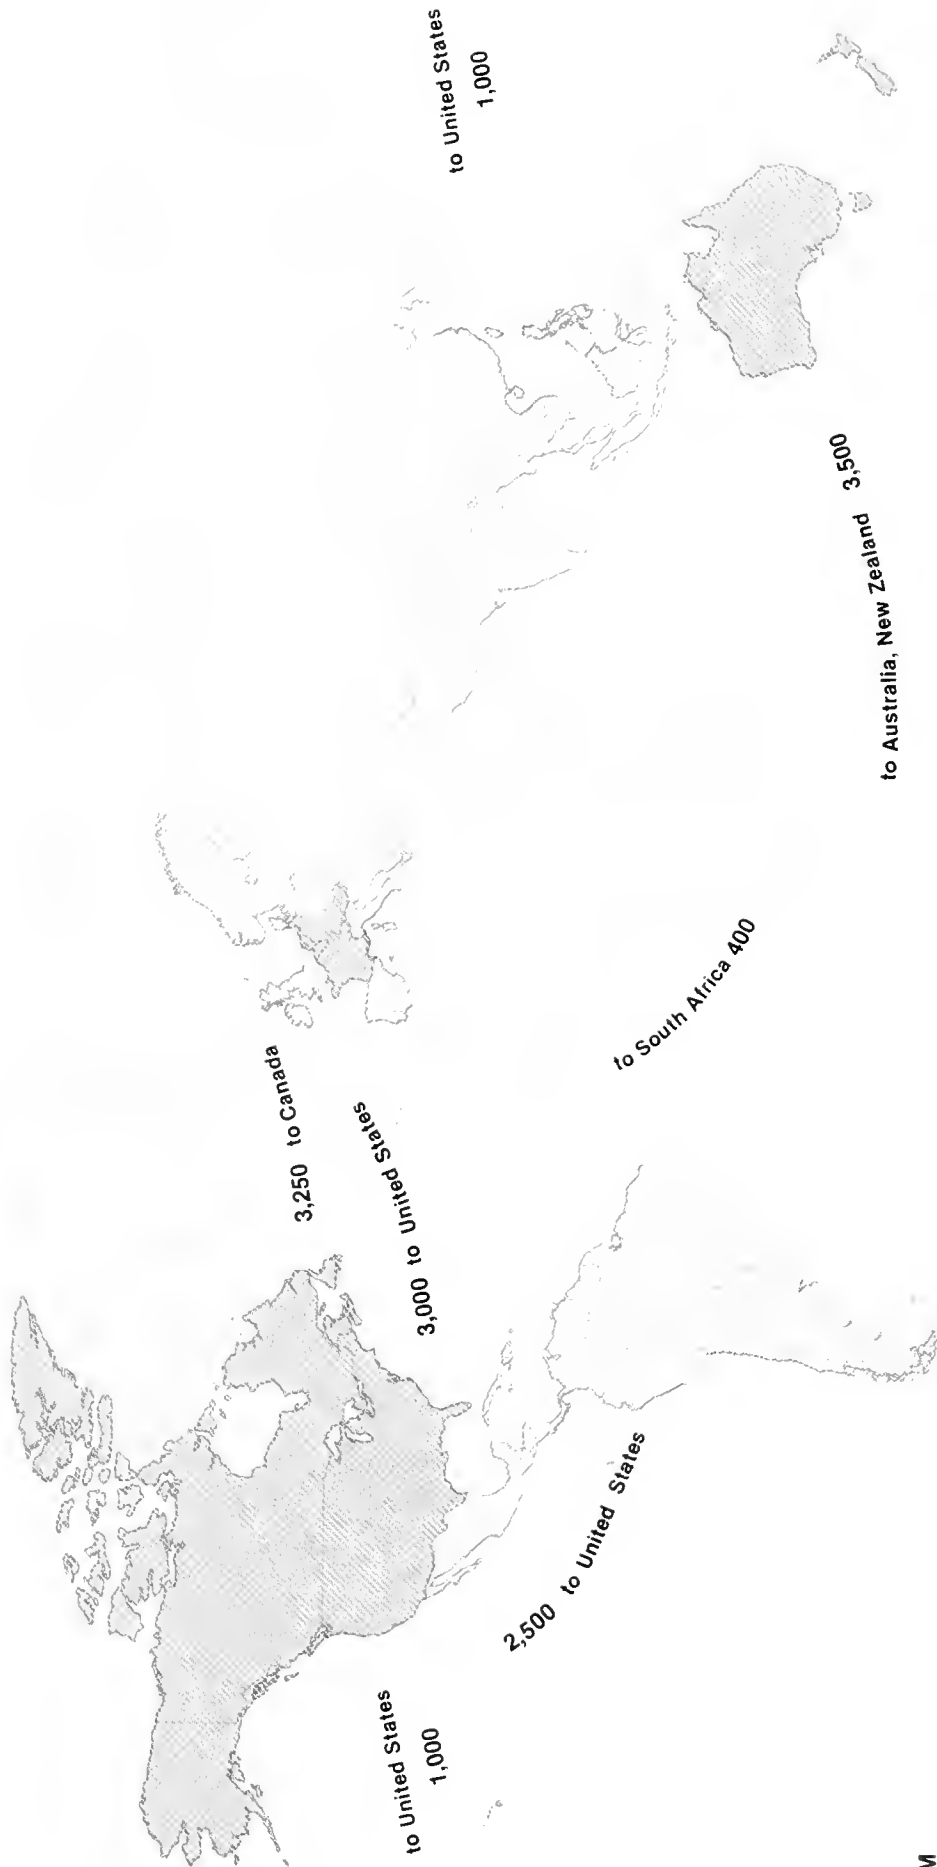 3,250 to Canada
3,000 to United States
to United States
1,000
to United States
1,000
2,500 to United States
to South Africa 400
to Australia, New Zealand 3,500
M